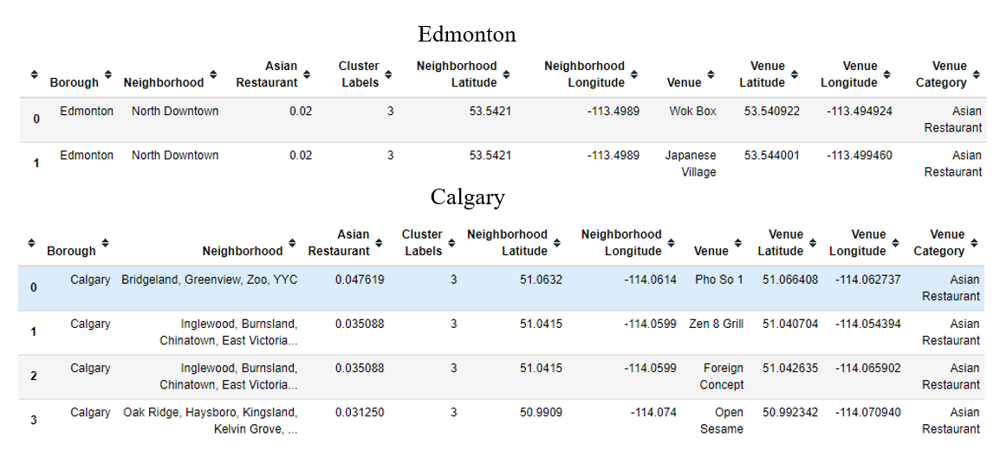 Edmonton
Borough Neighborhood Asian Restaurant Cluster Labels Neighborhood Latitude Neighborhood Longitude Venue Venue Latitude Venue Longitude Venue Category
0 Edmonton North Downtown 0.02 3 53.5421 -113.4989 Wok Box 53.540922 -113.494924 Asian Restaurant
1 Edmonton North Downtown 0.02 3 53.5421 -113.4989 Japanese Village 53.544001 -113.499460 Asian Restaurant
Calgary
Borough Neighborhood Asian Restaurant Cluster Labels Neighborhood Latitude Neighborhood Longitude Venue Venue Latitude Venue Longitude Venue Category
0 Calgary Bridgeland, Greenview, Zoo, YYC 0.047619 3 51.0632 -114.0614 Pho So 1 51.066408 -114.062737 Asian Restaurant
1 Calgary Inglewood, Burnsland, Chinatown, East Victoria... 0.035088 3 51.0415 -114.0599 Zen 8 Grill 51.040704 -114.054394 Asian Restaurant
2 Calgary Inglewood, Burnsland, Chinatown, East Victoria... 0.035088 3 51.0415 -114.0599 Foreign Concept 51.042635 -114.065902 Asian Restaurant
3 Calgary Oak Ridge, Haysboro, Kingsland, Kelvin Grove, ... 0.031250 3 50.9909 -114.074 Open Sesame 50.992342 -114.070940 Asian Restaurant